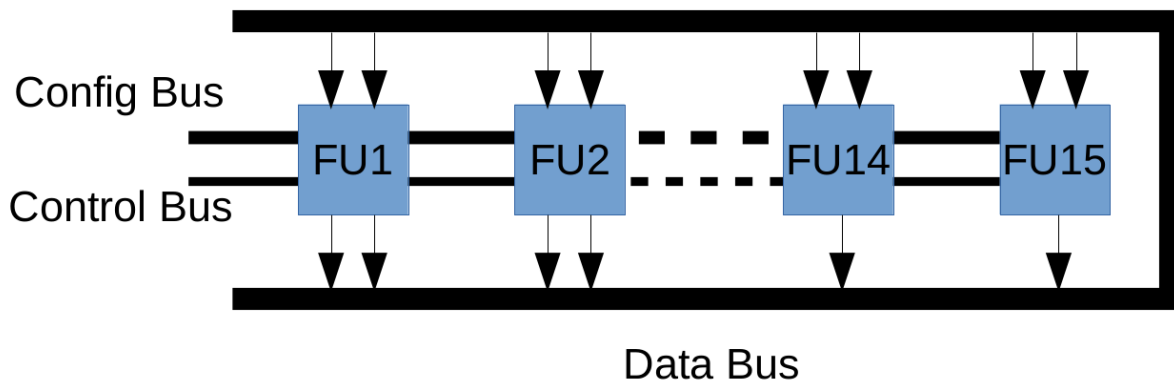 Config Bus
FU1 FU2 FU14 FU15
Control Bus
Data Bus